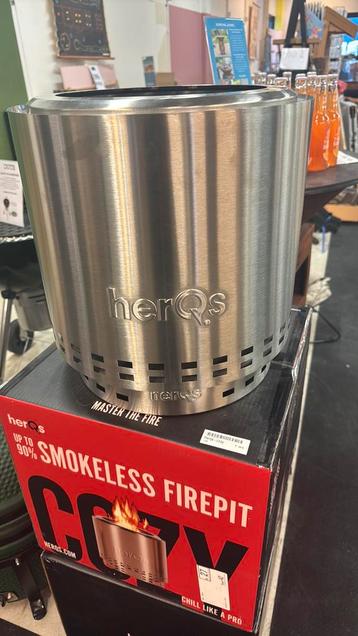 herQs
herQs
MASTER THE FIRE
herQs
UP TO
90% SMOKELESS FIREPIT
COZY
HERQS.COM
CHILL LIKE A PRO